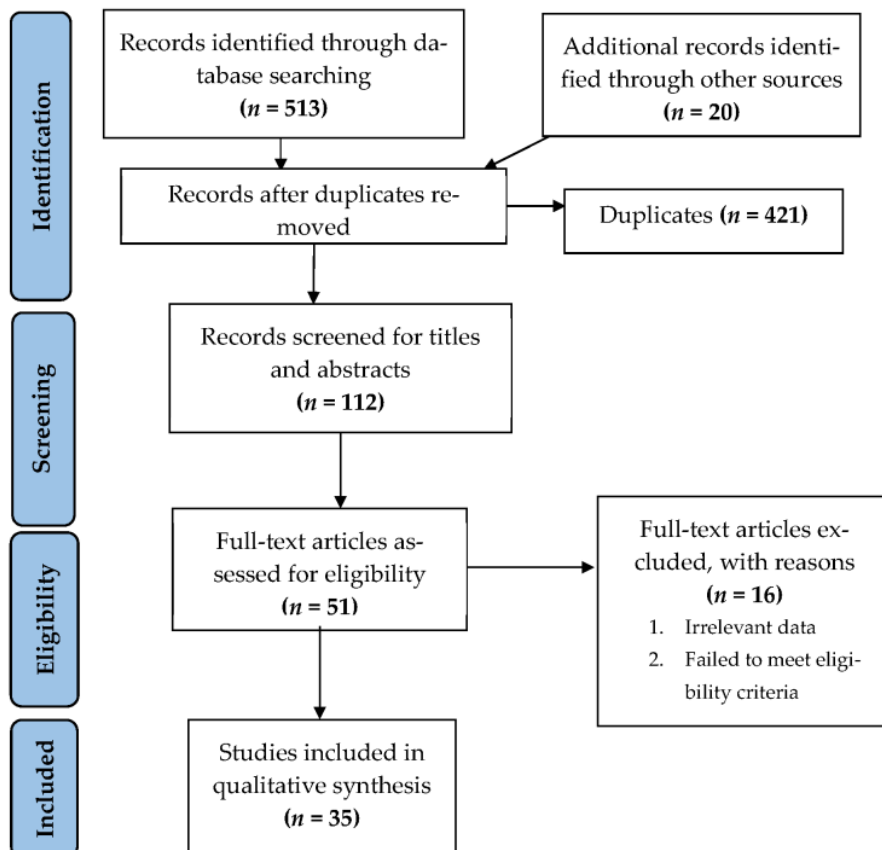 Identification
Records identified through da-
tabase searching
(n = 513)
Additional records identi-
fied through other sources
(n = 20)
Records after duplicates re-
moved
Duplicates (n = 421)
Screening
Records screened for titles
and abstracts
(n = 112)
Eligibility
Full-text articles as-
sessed for eligibility
(n = 51)
Full-text articles ex-
cluded, with reasons
(n = 16)
1. Irrelevant data
2. Failed to meet eligi-
bility criteria
Included
Studies included in
qualitative synthesis
(n = 35)